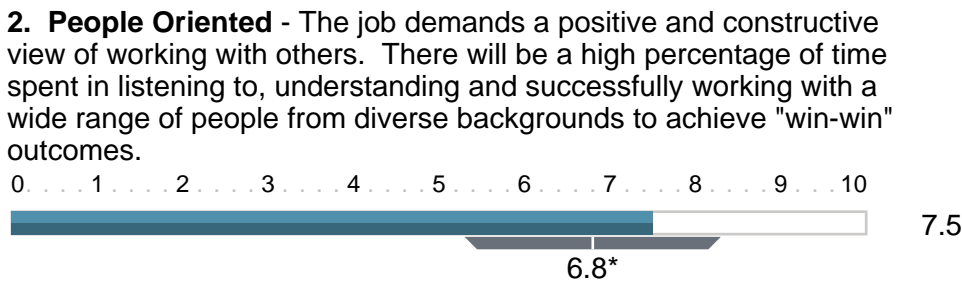 2. People Oriented - The job demands a positive and constructive
view of working with others. There will be a high percentage of time
spent in listening to, understanding and successfully working with a
wide range of people from diverse backgrounds to achieve "win-win"
outcomes.
0. . . . 1 . . . . 2 . . . . 3 . . . . 4 . . . . 5 . . . . 6 . . . . 7 . . . . 8 . . . . 9 . . . 10
7.5
6.8*